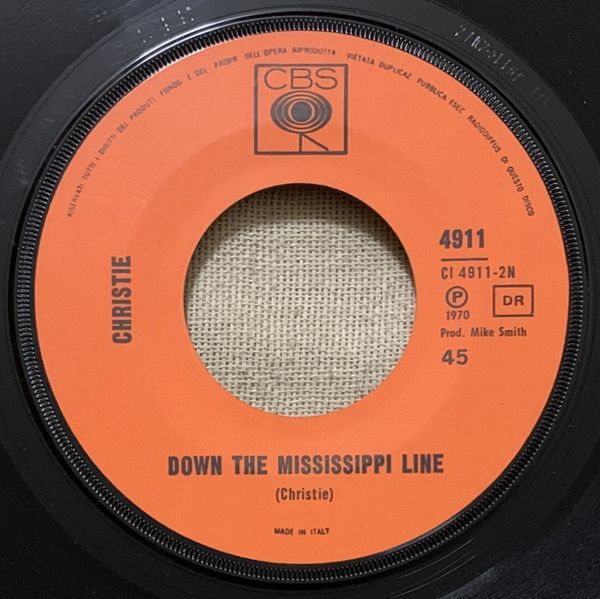 RISERVATI TUTTI I DIRITTI DEL PRODUT FONOG E DEL PROPR DELL'OPERA RIPRODOTTA VIETATA DUPLICAZ PUBBLICA ESEC RADIODIFFUS DI QUESTO DISCO
CBS
CHRISTIE
4911
CI 4911-2N
P DR
1970
Prod. Mike Smith
45
DOWN THE MISSISSIPPI LINE
(Christie)
MADE IN ITALY